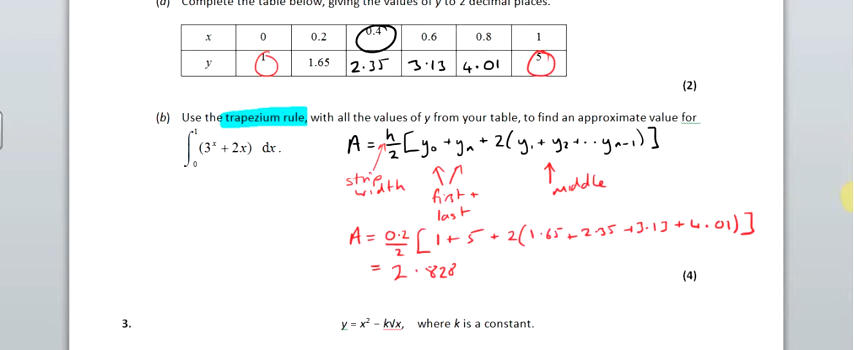 (a) Complete the table below, giving the values of y to 2 decimal places.
x 0 0.2 0.4 0.6 0.8 1
y 1 1.65 2.35 3.13 4.01 5
(2)
(b) Use the trapezium rule, with all the values of y from your table, to find an approximate value for
∫₀¹ (3ˣ + 2x) dx.
A = h/2 [y₀ + yₙ + 2(y₁ + y₂ + ·· yₙ₋₁)]
strip width
first + last
middle
A = 0.2/2 [1 + 5 + 2(1.65 + 2.35 + 3.13 + 4.01)]
= 2.828
(4)
3. y = x² – k√x, where k is a constant.